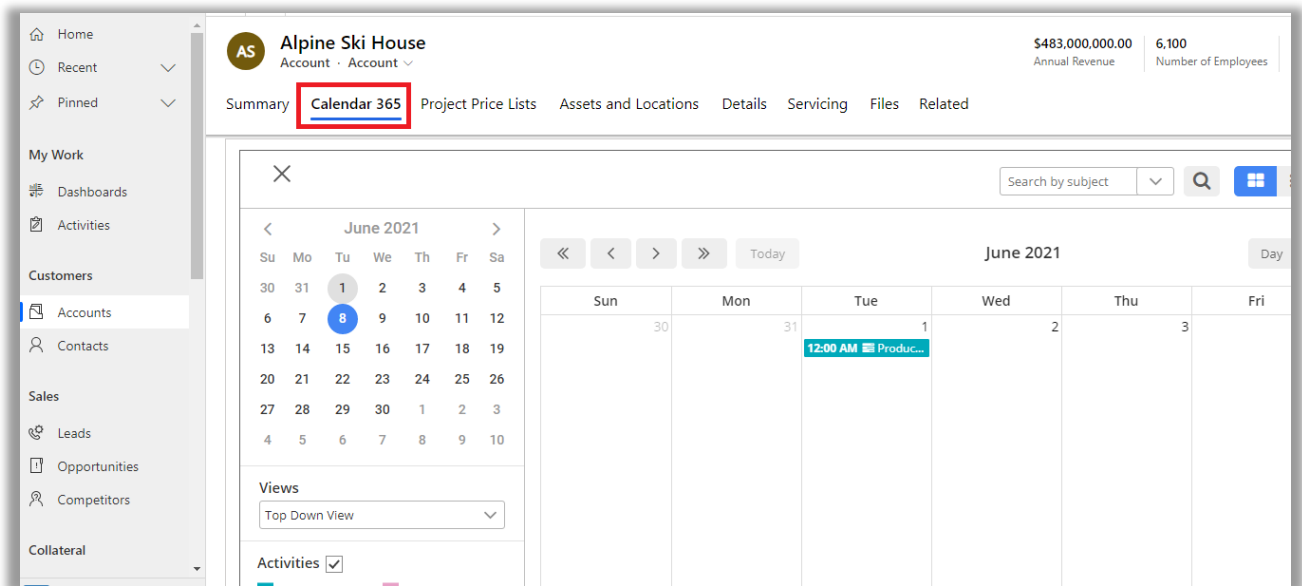 Home
Recent
Pinned
My Work
Dashboards
Activities
Customers
Accounts
Contacts
Sales
Leads
Opportunities
Competitors
Collateral
AS
Alpine Ski House
Account · Account
$483,000,000.00
Annual Revenue
6,100
Number of Employees
Summary Calendar 365 Project Price Lists Assets and Locations Details Servicing Files Related
Search by subject
June 2021
Su Mo Tu We Th Fr Sa
30 31 1 2 3 4 5
6 7 8 9 10 11 12
13 14 15 16 17 18 19
20 21 22 23 24 25 26
27 28 29 30 1 2 3
4 5 6 7 8 9 10
Views
Top Down View
Activities
Today
June 2021
Day
Sun Mon Tue Wed Thu Fri
30 31 1 2 3
12:00 AM Produc...